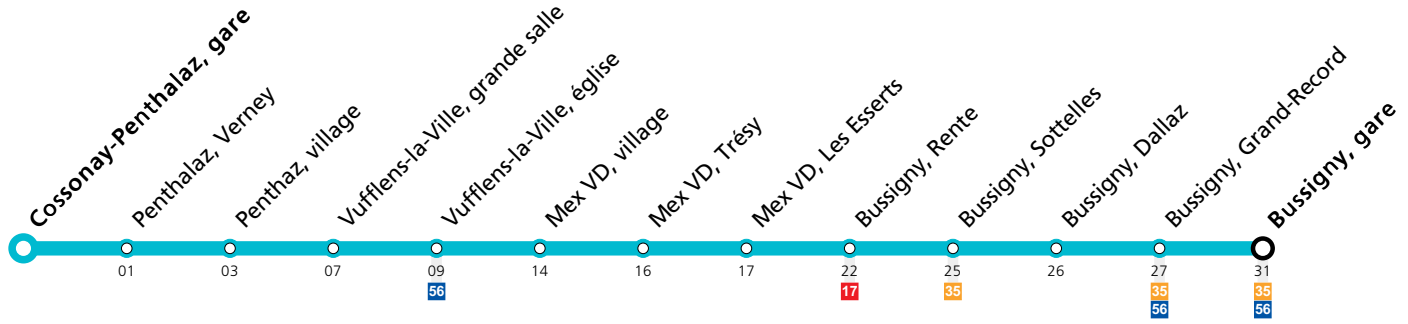 Cossonay-Penthalaz, gare
Penthalaz, Verney
Penthaz, village
Vufflens-la-Ville, grande salle
Vufflens-la-Ville, église
Mex VD, village
Mex VD, Trésy
Mex VD, Les Esserts
Bussigny, Rente
Bussigny, Sottelles
Bussigny, Dallaz
Bussigny, Grand-Record
Bussigny, gare
01 03 07 09 14 16 17 22 25 26 27 31
56 17 35 35 35
56 56